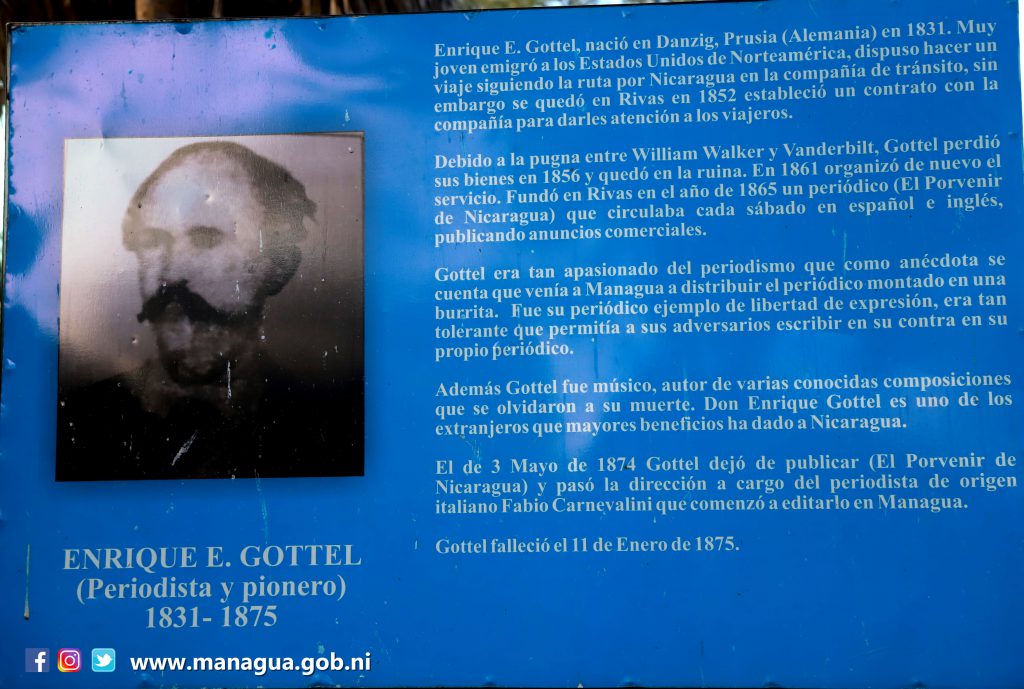 Enrique E. Gottel, nació en Danzig, Prusia (Alemania) en 1831. Muy
joven emigró a los Estados Unidos de Norteamérica, dispuso hacer un
viaje siguiendo la ruta por Nicaragua en la compañía de tránsito, sin
embargo se quedó en Rivas en 1852 estableció un contrato con la
compañía para darles atención a los viajeros.
Debido a la pugna entre William Walker y Vanderbilt, Gottel perdió
sus bienes en 1856 y quedó en la ruina. En 1861 organizó de nuevo el
servicio. Fundó en Rivas en el año de 1865 un periódico (El Porvenir
de Nicaragua) que circulaba cada sábado en español e inglés,
publicando anuncios comerciales.
Gottel era tan apasionado del periodismo que como anécdota se
cuenta que venía a Managua a distribuir el periódico montado en una
burrita. Fue su periódico ejemplo de libertad de expresión, era tan
tolerante que permitía a sus adversarios escribir en su contra en su
propio periódico.
Además Gottel fue músico, autor de varias conocidas composiciones
que se olvidaron a su muerte. Don Enrique Gottel es uno de los
extranjeros que mayores beneficios ha dado a Nicaragua.
El de 3 Mayo de 1874 Gottel dejó de publicar (El Porvenir de
Nicaragua) y pasó la dirección a cargo del periodista de origen
italiano Fabio Carnevalini que comenzó a editarlo en Managua.
Gottel falleció el 11 de Enero de 1875.
ENRIQUE E. GOTTEL
(Periodista y pionero)
1831- 1875
www.managua.gob.ni